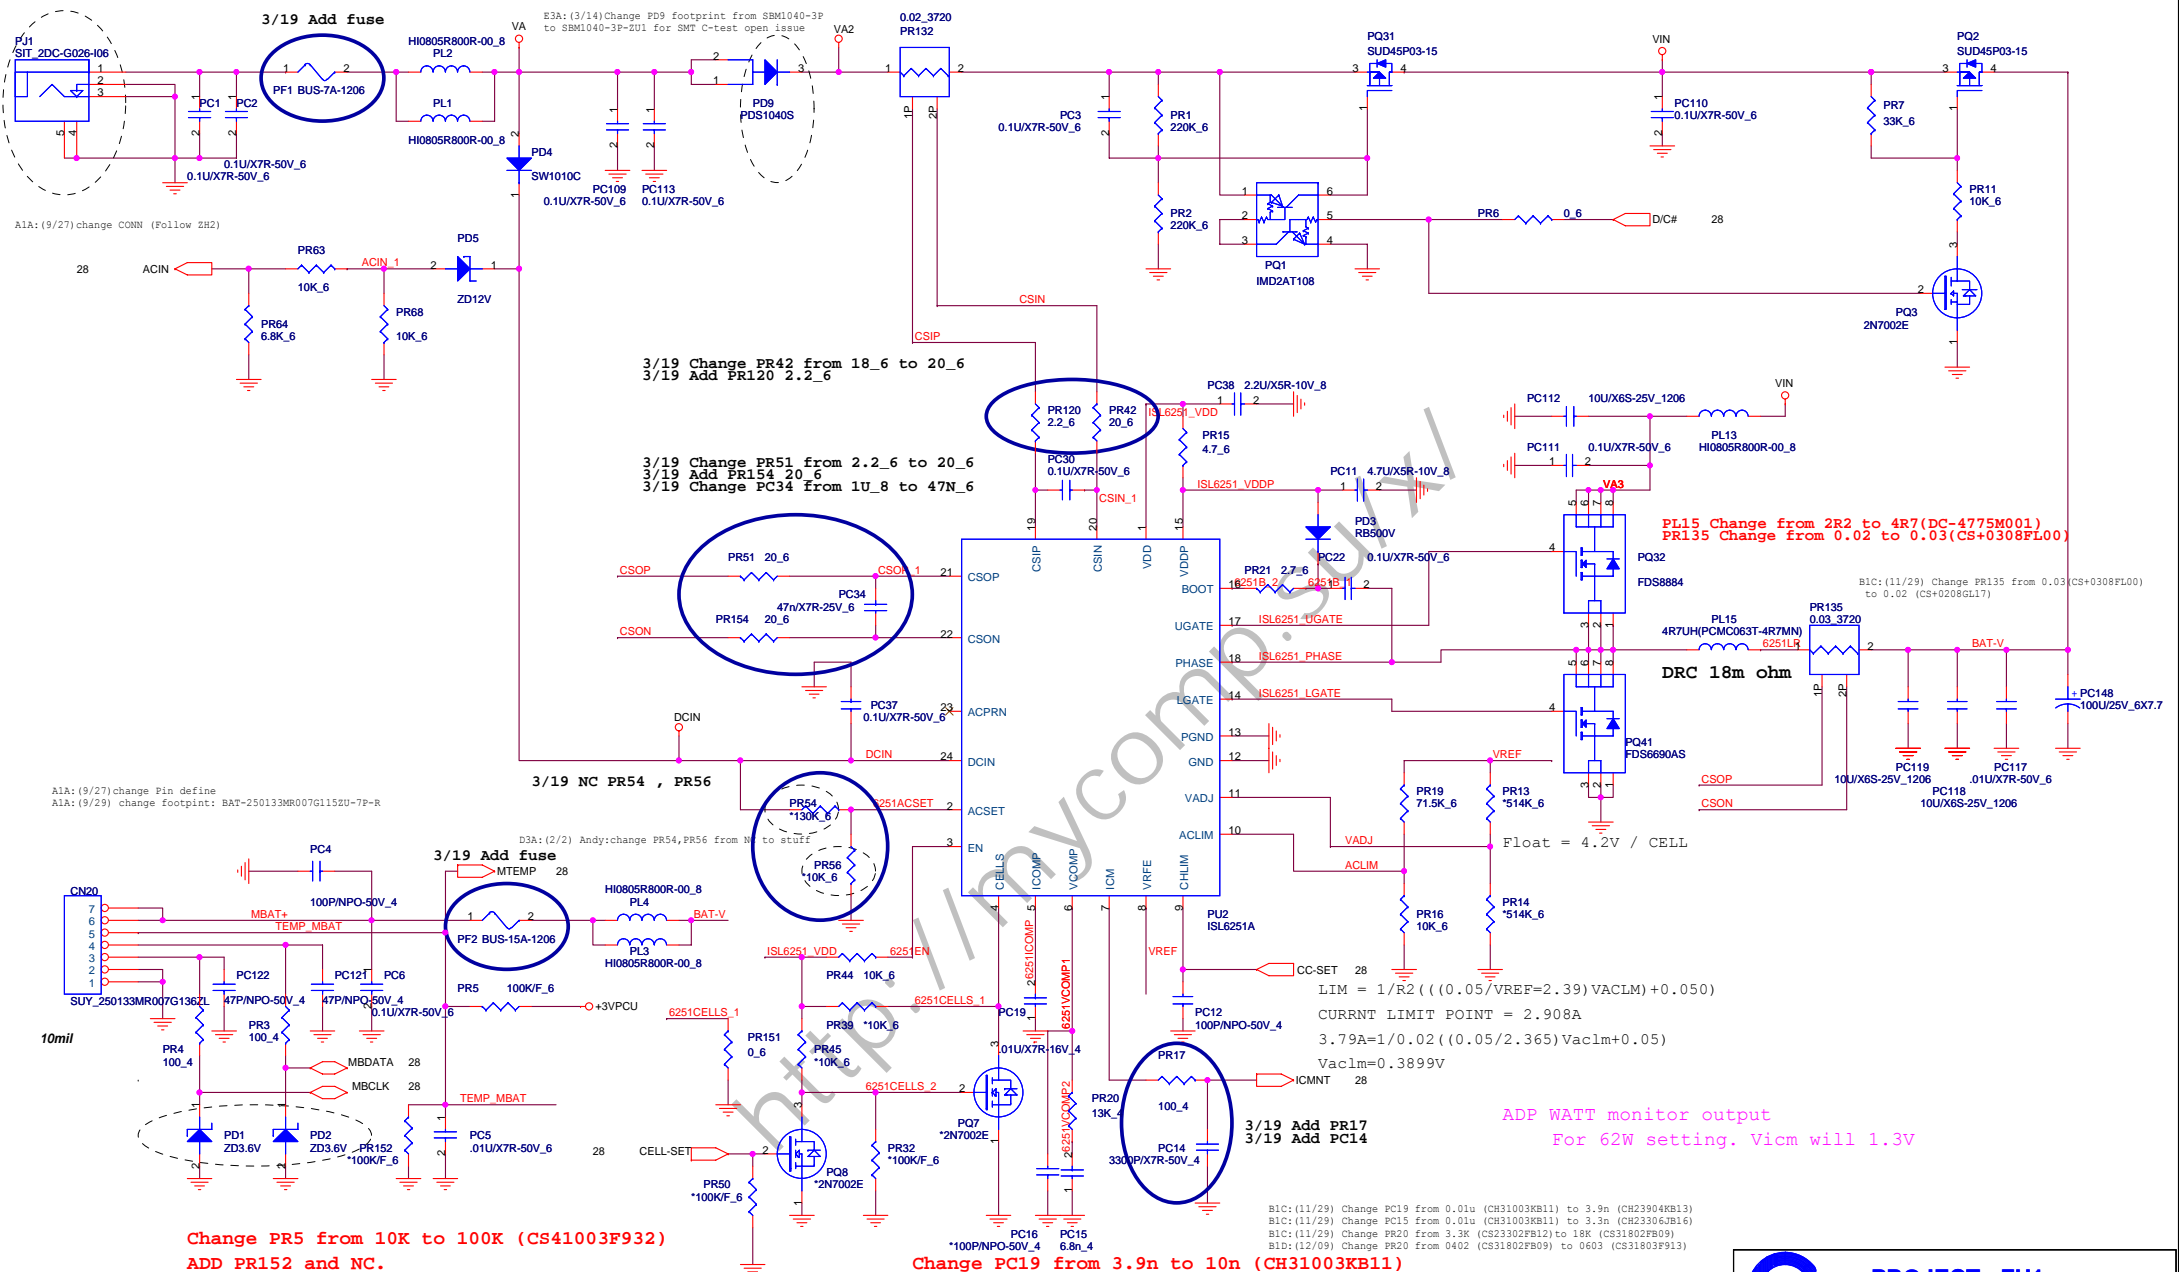 3/19 Add fuse
E3A:(3/14)Change PD9 footprint from SBM1040-3P
to SBM1040-3P-ZU1 for SMT C-test open issue
PJ1
SIT_2DC-G026-I06
PF1 BUS-7A-1206
HI0805R800R-00_8
PL2
PL1
HI0805R800R-00_8
VA
VA2
0.02_3720
PR132
PC1
PC2
0.1U/X7R-50V_6
0.1U/X7R-50V_6
PD4
SW1010C
PC109
0.1U/X7R-50V_6
PC113
0.1U/X7R-50V_6
PD9
PDS1040S
PC3
0.1U/X7R-50V_6
PR1
220K_6
PR2
220K_6
PQ31
SUD45P03-15
VIN
PC110
0.1U/X7R-50V_6
PQ2
SUD45P03-15
PR7
33K_6
PR11
10K_6
PQ1
IMD2AT108
PR6
0_6
D/C#
28
PQ3
2N7002E
A1A:(9/27)change CONN (Follow ZH2)
28
ACIN
PR63
10K_6
ACIN_1
PD5
ZD12V
PR64
6.8K_6
PR68
10K_6
CSIN
CSIP
3/19 Change PR42 from 18_6 to 20_6
3/19 Add PR120 2.2_6
PR120
2.2_6
PR42
20_6
PC30
0.1U/X7R-50V_6
CSIN_1
PC38
2.2U/X5R-10V_8
ISL6251_VDD
PR15
4.7_6
ISL6251_VDDP
PC11
4.7U/X5R-10V_8
PD3
RB500V
PC22
0.1U/X7R-50V_6
PR21
2.7_6
6251B_2
6251B_1
PC112
10U/X6S-25V_1206
PC111
0.1U/X7R-50V_6
PL13
HI0805R800R-00_8
VIN
VA3
PL15 Change from 2R2 to 4R7(DC-4775M001)
PR135 Change from 0.02 to 0.03(CS+0308FL00)
B1C:(11/29) Change PR135 from 0.03(CS+0308FL00)
to 0.02 (CS+0208GL17)
PQ32
FDS8884
PQ41
FDS6690AS
PL15
4R7UH(PCMC063T-4R7MN)
6251LR
PR135
0.03_3720
DRC 18m ohm
BAT-V
PC148
100U/25V_6X7.7
PC119
10U/X6S-25V_1206
PC118
10U/X6S-25V_1206
PC117
.01U/X7R-50V_6
CSOP
CSON
3/19 Change PR51 from 2.2_6 to 20_6
3/19 Add PR154 20_6
3/19 Change PC34 from 1U_8 to 47N_6
CSOP
PR51
20_6
CSOP_1
PC34
47n/X7R-25V_6
PR154
20_6
CSON
PC37
0.1U/X7R-50V_6
DCIN
DCIN
CSIP
CSIN
VDD
VDDP
CSOP
CSON
ACPRN
DCIN
ACSET
EN
BOOT
UGATE
PHASE
LGATE
PGND
GND
VADJ
ACLIM
CELLS
ICOMP
VCOMP
ICM
VRFE
CHLIM
ISL6251_UGATE
ISL6251_PHASE
ISL6251_LGATE
PU2
ISL6251A
3/19 NC PR54 , PR56
PR54
*130K_6
6251ACSET
PR56
*10K_6
VREF
PR19
71.5K_6
PR13
*514K_6
VADJ
ACLIM
PR16
10K_6
PR14
*514K_6
Float = 4.2V / CELL
A1A:(9/27)change Pin define
A1A:(9/29) change footpint: BAT-250133MR007G115ZU-7P-R
D3A:(2/2) Andy:change PR54,PR56 from NC to stuff
3/19 Add fuse
MTEMP
28
PC4
100P/NPO-50V_4
CN20
SUY_250133MR007G136ZL
MBAT+
TEMP_MBAT
PF2 BUS-15A-1206
HI0805R800R-00_8
PL4
BAT-V
PL3
HI0805R800R-00_8
PC122
47P/NPO-50V_4
PC121
47P/NPO-50V_4
PC6
0.1U/X7R-50V_6
PR5
100K/F_6
+3VPCU
PR3
100_4
PR4
100_4
10mil
MBDATA
28
MBCLK
28
PD1
ZD3.6V
PD2
ZD3.6V
PR152
*100K/F_6
TEMP_MBAT
PC5
.01U/X7R-50V_6
ISL6251_VDD
6251EN
PR44
10K_6
6251CELLS_1
PR39
*10K_6
6251CELLS_1
PR151
0_6
PR45
*10K_6
6251CELLS_2
28
CELL-SET
PR50
*100K/F_6
PQ8
*2N7002E
PR32
*100K/F_6
PQ7
*2N7002E
6251ICOMP
PC19
.01U/X7R-16V_4
6251VCOMP1
6251VCOMP2
PR20
13K_4
PC16
*100P/NPO-50V_4
PC15
6.8n_4
VREF
CC-SET
28
PC12
100P/NPO-50V_4
PR17
100_4
PC14
3300P/X7R-50V_4
ICMNT
28
3/19 Add PR17
3/19 Add PC14
LIM = 1/R2(((0.05/VREF=2.39)VACLM)+0.050)
CURRNT LIMIT POINT = 2.908A
3.79A=1/0.02((0.05/2.365)Vaclm+0.05)
Vaclm=0.3899V
ADP WATT monitor output
For 62W setting. Vicm will 1.3V
B1C:(11/29) Change PC19 from 0.01u (CH31003KB11) to 3.9n (CH23904KB13)
B1C:(11/29) Change PC15 from 0.01u (CH31003KB11) to 3.3n (CH23306JB16)
B1C:(11/29) Change PR20 from 3.3K (CS23302FB12)to 18K (CS31802FB09)
B1D:(12/09) Change PR20 from 0402 (CS31802FB09) to 0603 (CS31803F913)
Change PR5 from 10K to 100K (CS41003F932)
ADD PR152 and NC.
Change PC19 from 3.9n to 10n (CH31003KB11)
http://mycomp.su/x/